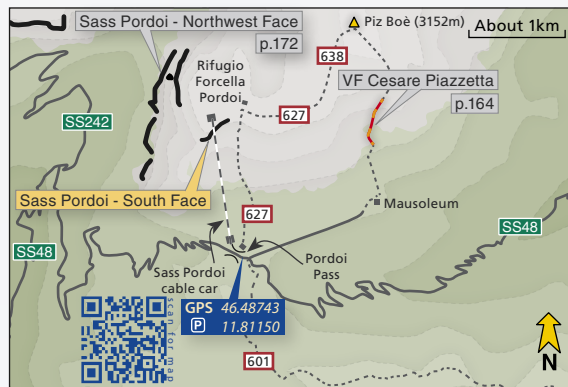 Sass Pordoi - Northwest Face
p.172
Piz Boè (3152m)
About 1km
638
Rifugio
Forcella
Pordoi
VF Cesare Piazzetta
p.164
627
SS242
Sass Pordoi - South Face
Mausoleum
627
SS48
SS48
Sass Pordoi
cable car
Pordoi
Pass
GPS 46.48743
P 11.81150
scan for map
601
N